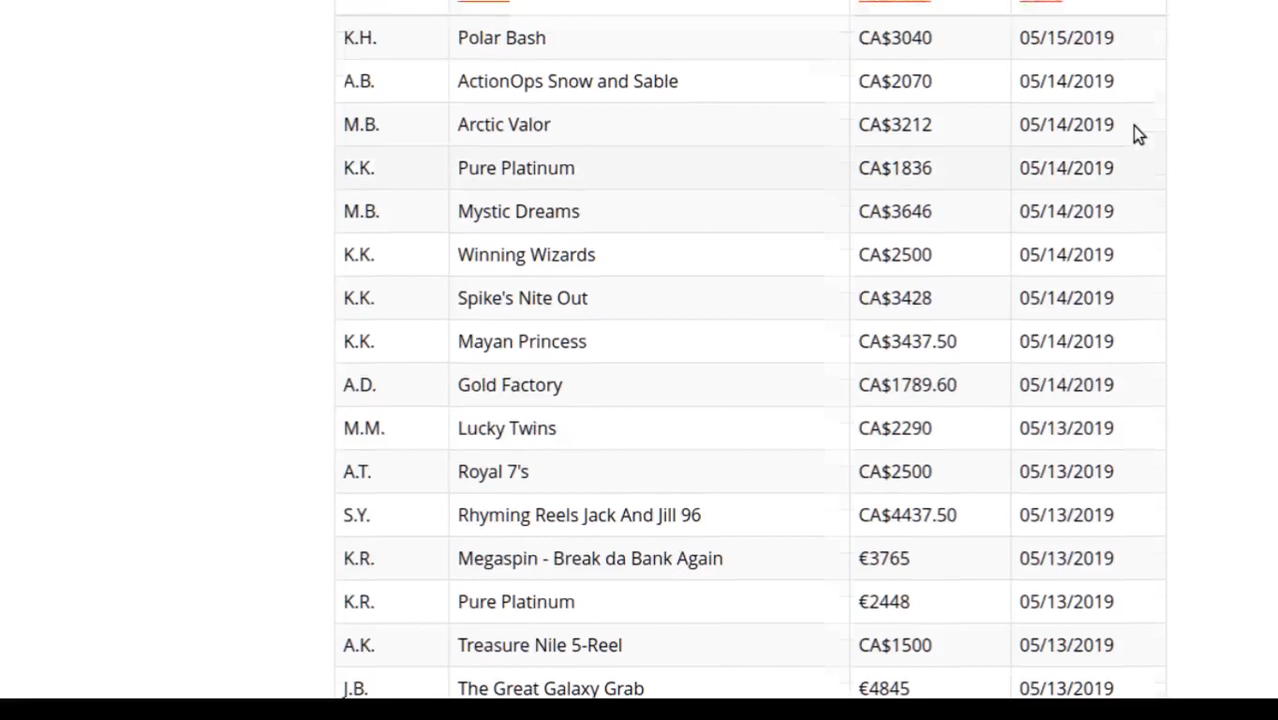 K.H. Polar Bash CA$3040 05/15/2019
A.B. ActionOps Snow and Sable CA$2070 05/14/2019
M.B. Arctic Valor CA$3212 05/14/2019
K.K. Pure Platinum CA$1836 05/14/2019
M.B. Mystic Dreams CA$3646 05/14/2019
K.K. Winning Wizards CA$2500 05/14/2019
K.K. Spike's Nite Out CA$3428 05/14/2019
K.K. Mayan Princess CA$3437.50 05/14/2019
A.D. Gold Factory CA$1789.60 05/14/2019
M.M. Lucky Twins CA$2290 05/13/2019
A.T. Royal 7's CA$2500 05/13/2019
S.Y. Rhyming Reels Jack And Jill 96 CA$4437.50 05/13/2019
K.R. Megaspin - Break da Bank Again €3765 05/13/2019
K.R. Pure Platinum €2448 05/13/2019
A.K. Treasure Nile 5-Reel CA$1500 05/13/2019
J.B. The Great Galaxy Grab €4845 05/13/2019